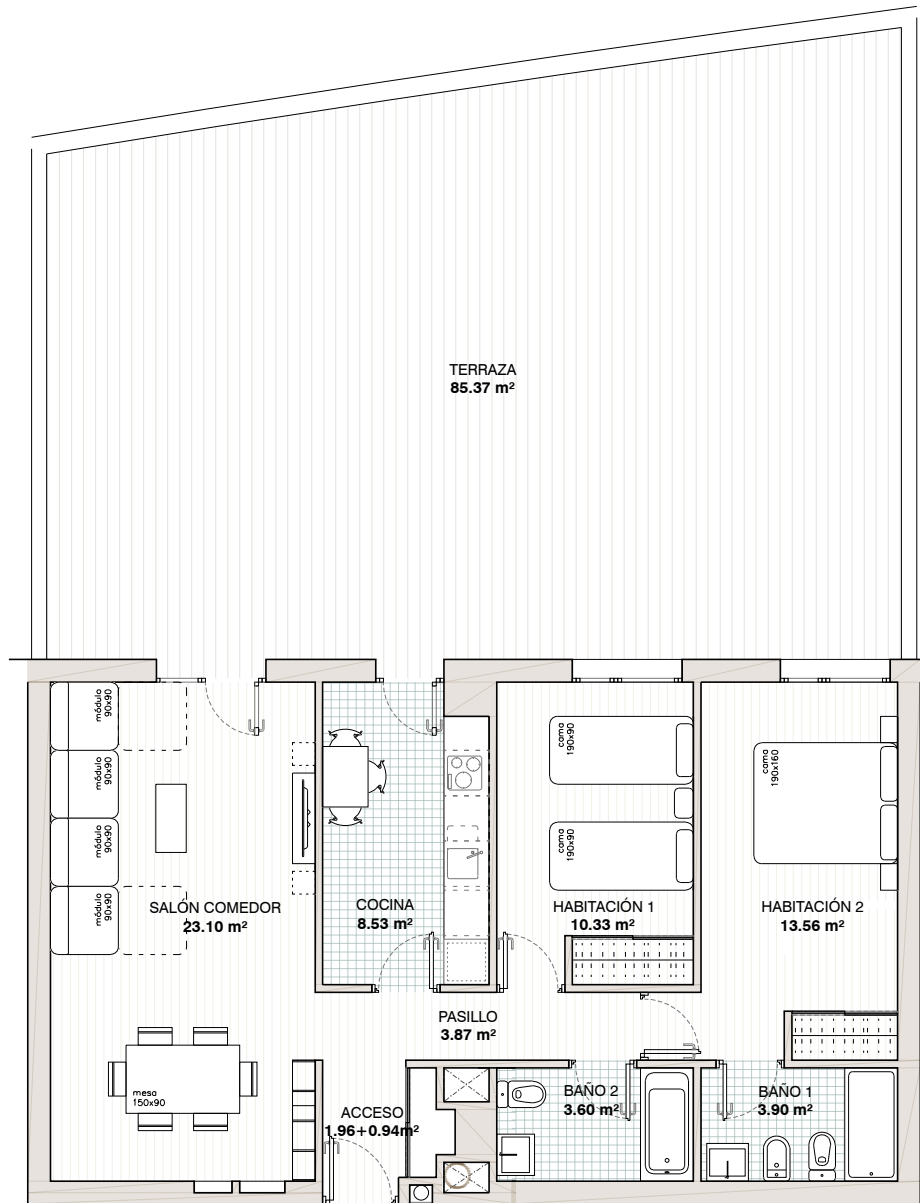 TERRAZA
85.37 m²
módulo
90x90
módulo
90x90
módulo
90x90
módulo
90x90
SALÓN COMEDOR
23.10 m²
COCINA
8.53 m²
cama
190x90
cama
190x90
HABITACIÓN 1
10.33 m²
cama
190x160
HABITACIÓN 2
13.56 m²
PASILLO
3.87 m²
mesa
150x90
ACCESO
1.96+0.94m²
BAÑO 2
3.60 m²
BAÑO 1
3.90 m²